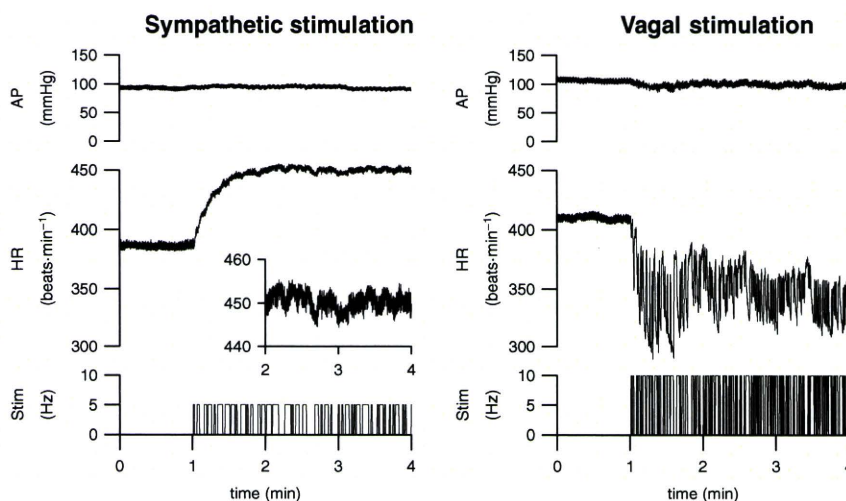 Sympathetic stimulation
150
100
50
0
AP
(mmHg)
450
400
350
300
HR
(beats·min⁻¹)
460
450
440
2
3
4
10
5
0
Stim
(Hz)
0
1
2
3
4
time (min)
Vagal stimulation
150
100
50
0
AP
(mmHg)
450
400
350
300
HR
(beats·min⁻¹)
10
5
0
Stim
(Hz)
0
1
2
3
4
time (min)